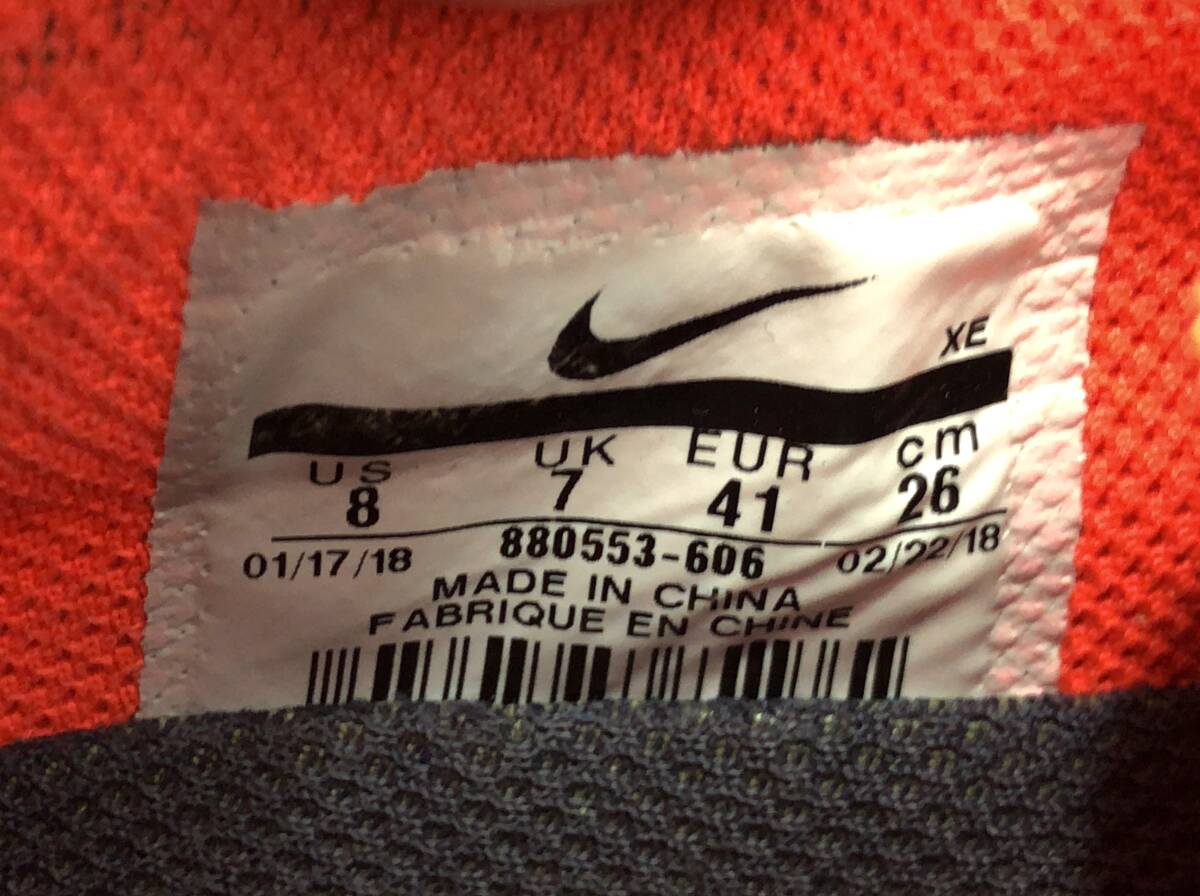 XE
US UK EUR cm
8 7 41 26
01/17/18 880553-606 02/22/18
MADE IN CHINA
FABRIQUE EN CHINE